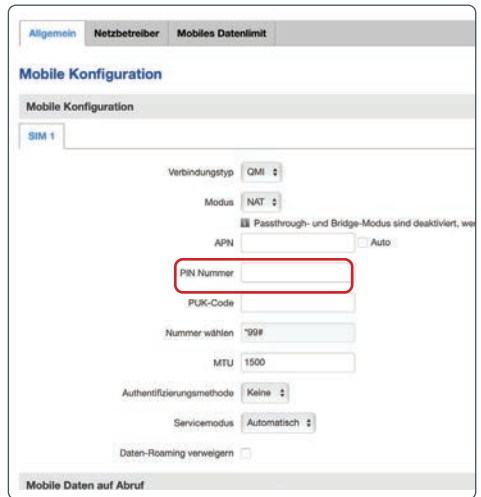 Allgemein Netzbetreiber Mobiles Datenlimit
Mobile Konfiguration
Mobile Konfiguration
SIM 1
Verbindungstyp QMI
Modus NAT
Passthrough- und Bridge-Modus sind deaktiviert, wer
APN Auto
PIN Nummer
PUK-Code
Nummer wählen *99#
MTU 1500
Authentifizierungsmethode Keine
Servicemodus Automatisch
Daten-Roaming verweigern
Mobile Daten auf Abruf